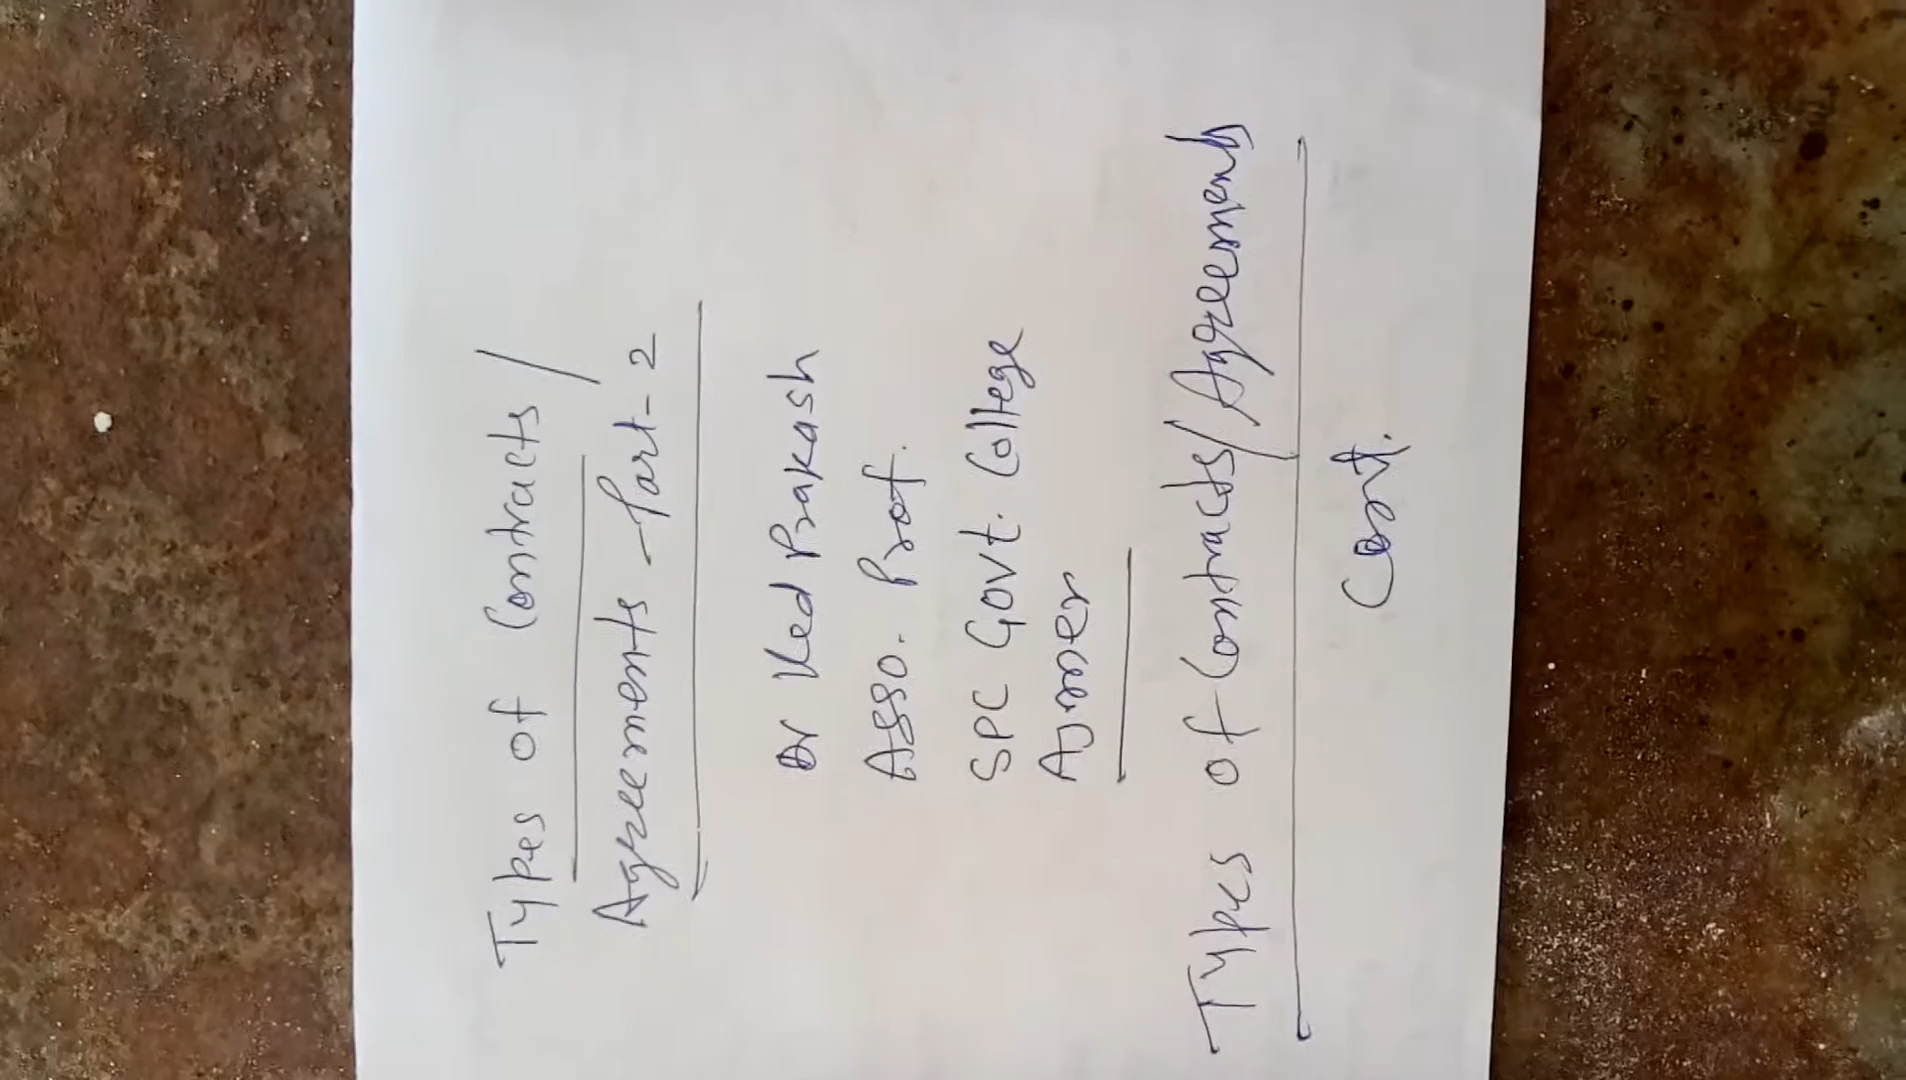 Types of Contracts/
Agreements - Part-2
Dr Ved Prakash
Asso. Prof.
SPC Govt. College
Ajmer
Types of Contracts/Agreements
Cont.